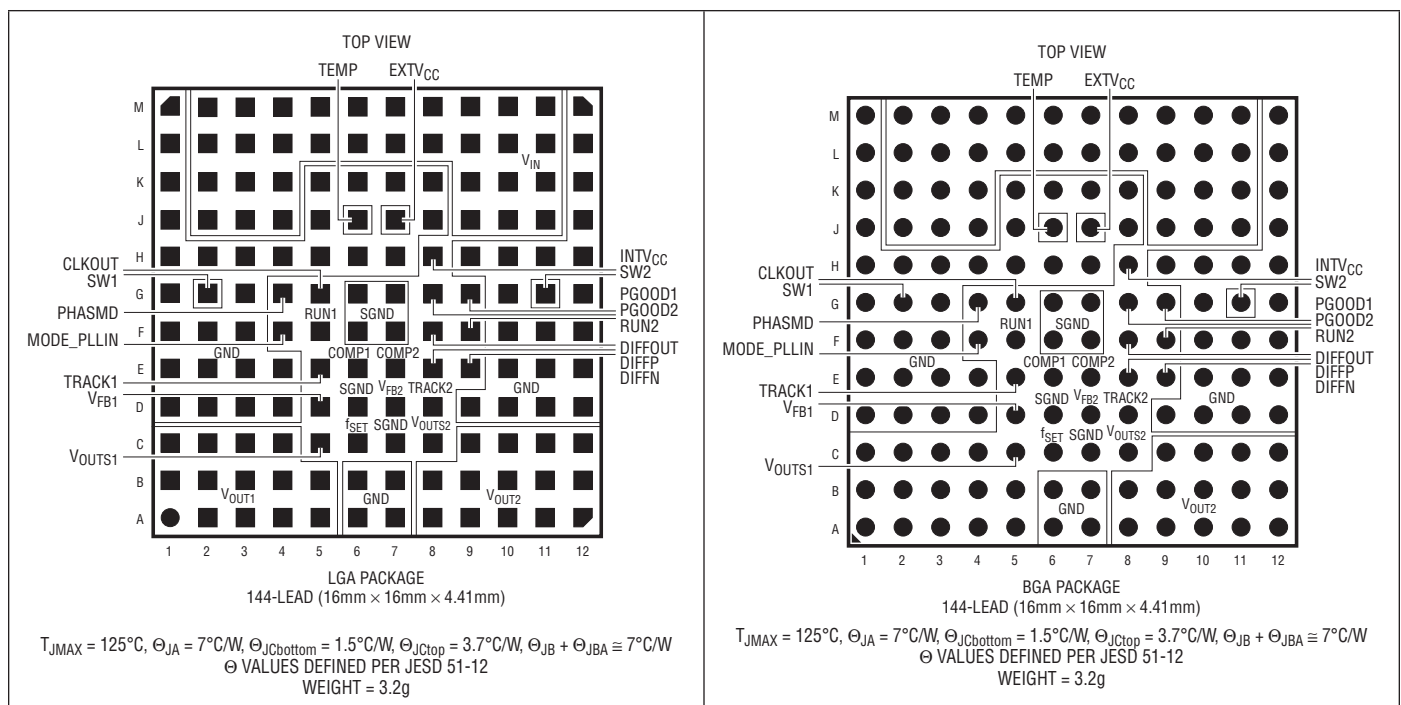 TOP VIEW
TEMP EXTVCC
M
L
VIN
K
J
H
CLKOUT
SW1
INTVCC
SW2
G
PHASMD
RUN1 SGND
PGOOD1
PGOOD2
RUN2
F
MODE_PLLIN
GND
COMP1 COMP2
DIFFOUT
DIFFP
DIFFN
E
TRACK1
SGND VFB2 TRACK2
GND
VFB1
D
fSET SGND VOUTS2
C
VOUTS1
B
VOUT1
GND
VOUT2
A
1 2 3 4 5 6 7 8 9 10 11 12
LGA PACKAGE
144-LEAD (16mm × 16mm × 4.41mm)
TJMAX = 125°C, ΘJA = 7°C/W, ΘJCbottom = 1.5°C/W, ΘJCtop = 3.7°C/W, ΘJB + ΘJBA ≅ 7°C/W
Θ VALUES DEFINED PER JESD 51-12
WEIGHT = 3.2g
TOP VIEW
TEMP EXTVCC
M
L
K
J
H
CLKOUT
SW1
INTVCC
SW2
G
PHASMD
RUN1 SGND
PGOOD1
PGOOD2
RUN2
F
MODE_PLLIN
GND
COMP1 COMP2
DIFFOUT
DIFFP
DIFFN
E
TRACK1
SGND VFB2 TRACK2
GND
VFB1
D
fSET SGND VOUTS2
C
VOUTS1
B
GND
VOUT2
A
1 2 3 4 5 6 7 8 9 10 11 12
BGA PACKAGE
144-LEAD (16mm × 16mm × 4.41mm)
TJMAX = 125°C, ΘJA = 7°C/W, ΘJCbottom = 1.5°C/W, ΘJCtop = 3.7°C/W, ΘJB + ΘJBA ≅ 7°C/W
Θ VALUES DEFINED PER JESD 51-12
WEIGHT = 3.2g